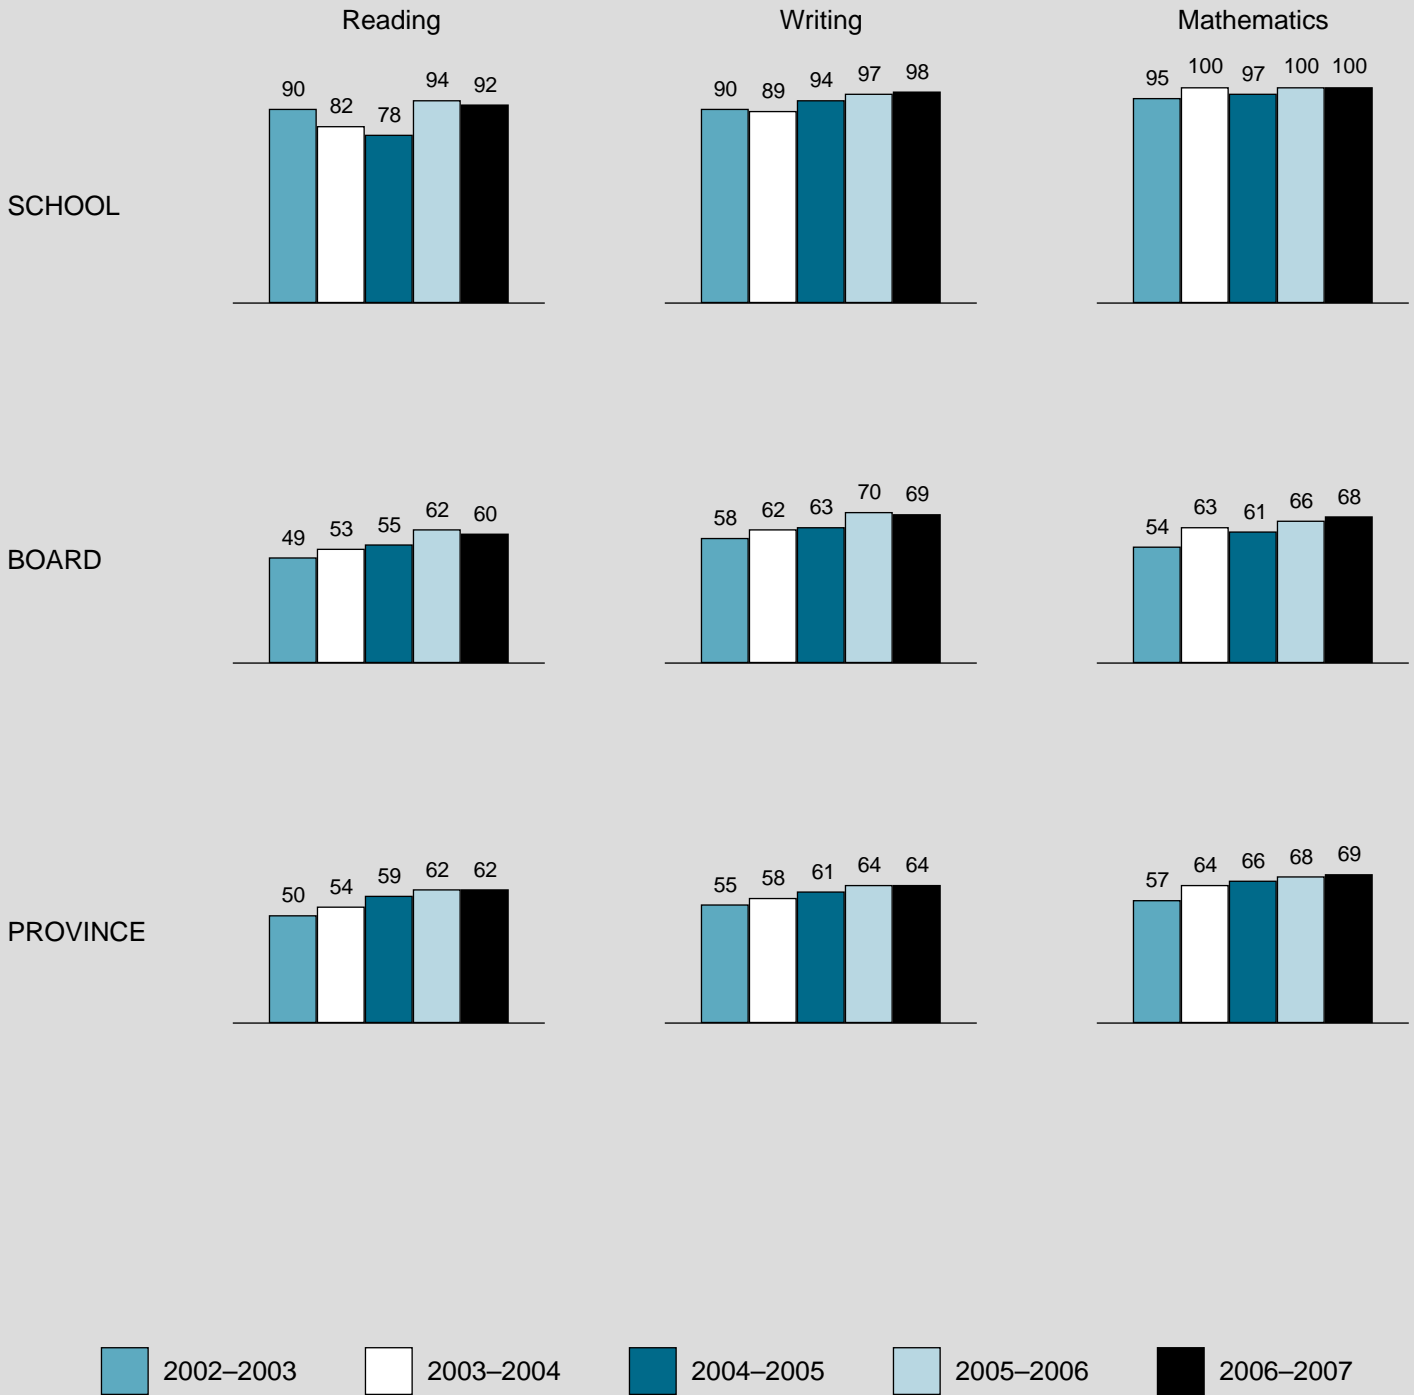 Reading Writing Mathematics
90 82 78 94 92
90 89 94 97 98
95 100 97 100 100
SCHOOL
49 53 55 62 60
58 62 63 70 69
54 63 61 66 68
BOARD
50 54 59 62 62
55 58 61 64 64
57 64 66 68 69
PROVINCE
2002–2003 2003–2004 2004–2005 2005–2006 2006–2007